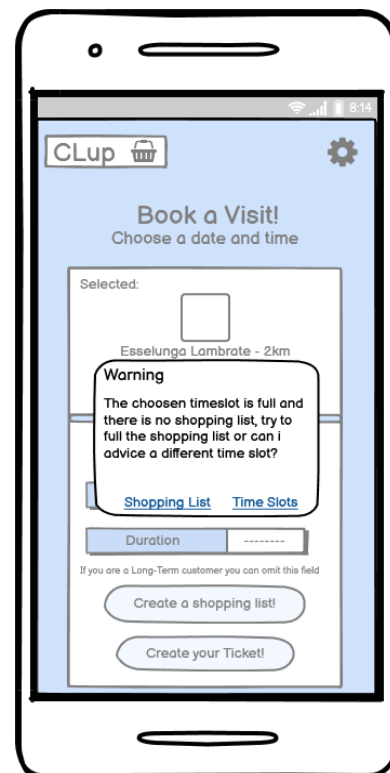 8:14
CLup
Book a Visit!
Choose a date and time
Selected:
Esselunga Lambrate - 2km
Warning
The choosen timeslot is full and
there is no shopping list, try to
full the shopping list or can i
advice a different time slot?
Shopping List Time Slots
Duration --------
If you are a Long-Term customer you can omit this field
Create a shopping list!
Create your Ticket!